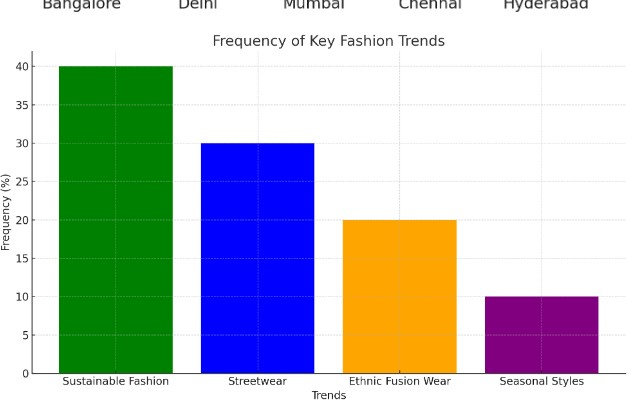 Bangalore Delhi Mumbai Chennai Hyderabad
Frequency of Key Fashion Trends
40
35
30
25
20
15
10
5
0
Frequency (%)
Sustainable Fashion Streetwear Ethnic Fusion Wear Seasonal Styles
Trends